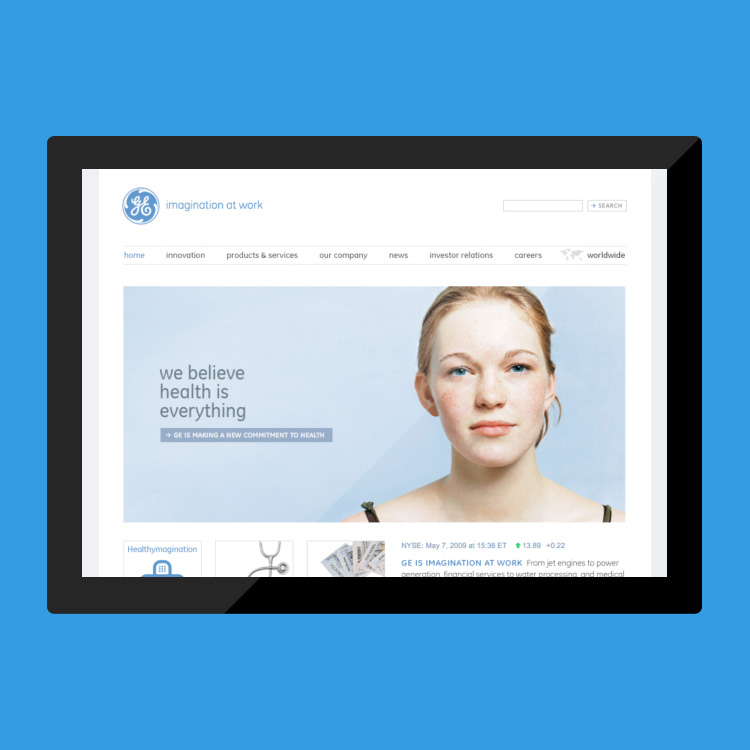 GE
imagination at work
SEARCH
home innovation products & services our company news investor relations careers worldwide
we believe
health is
everything
→ GE IS MAKING A NEW COMMITMENT TO HEALTH
Healthymagination
NYSE: May 7, 2009 at 15:38 ET 13.89 +0.22
GE IS IMAGINATION AT WORK From jet engines to power
generation, financial services to water processing, and medical